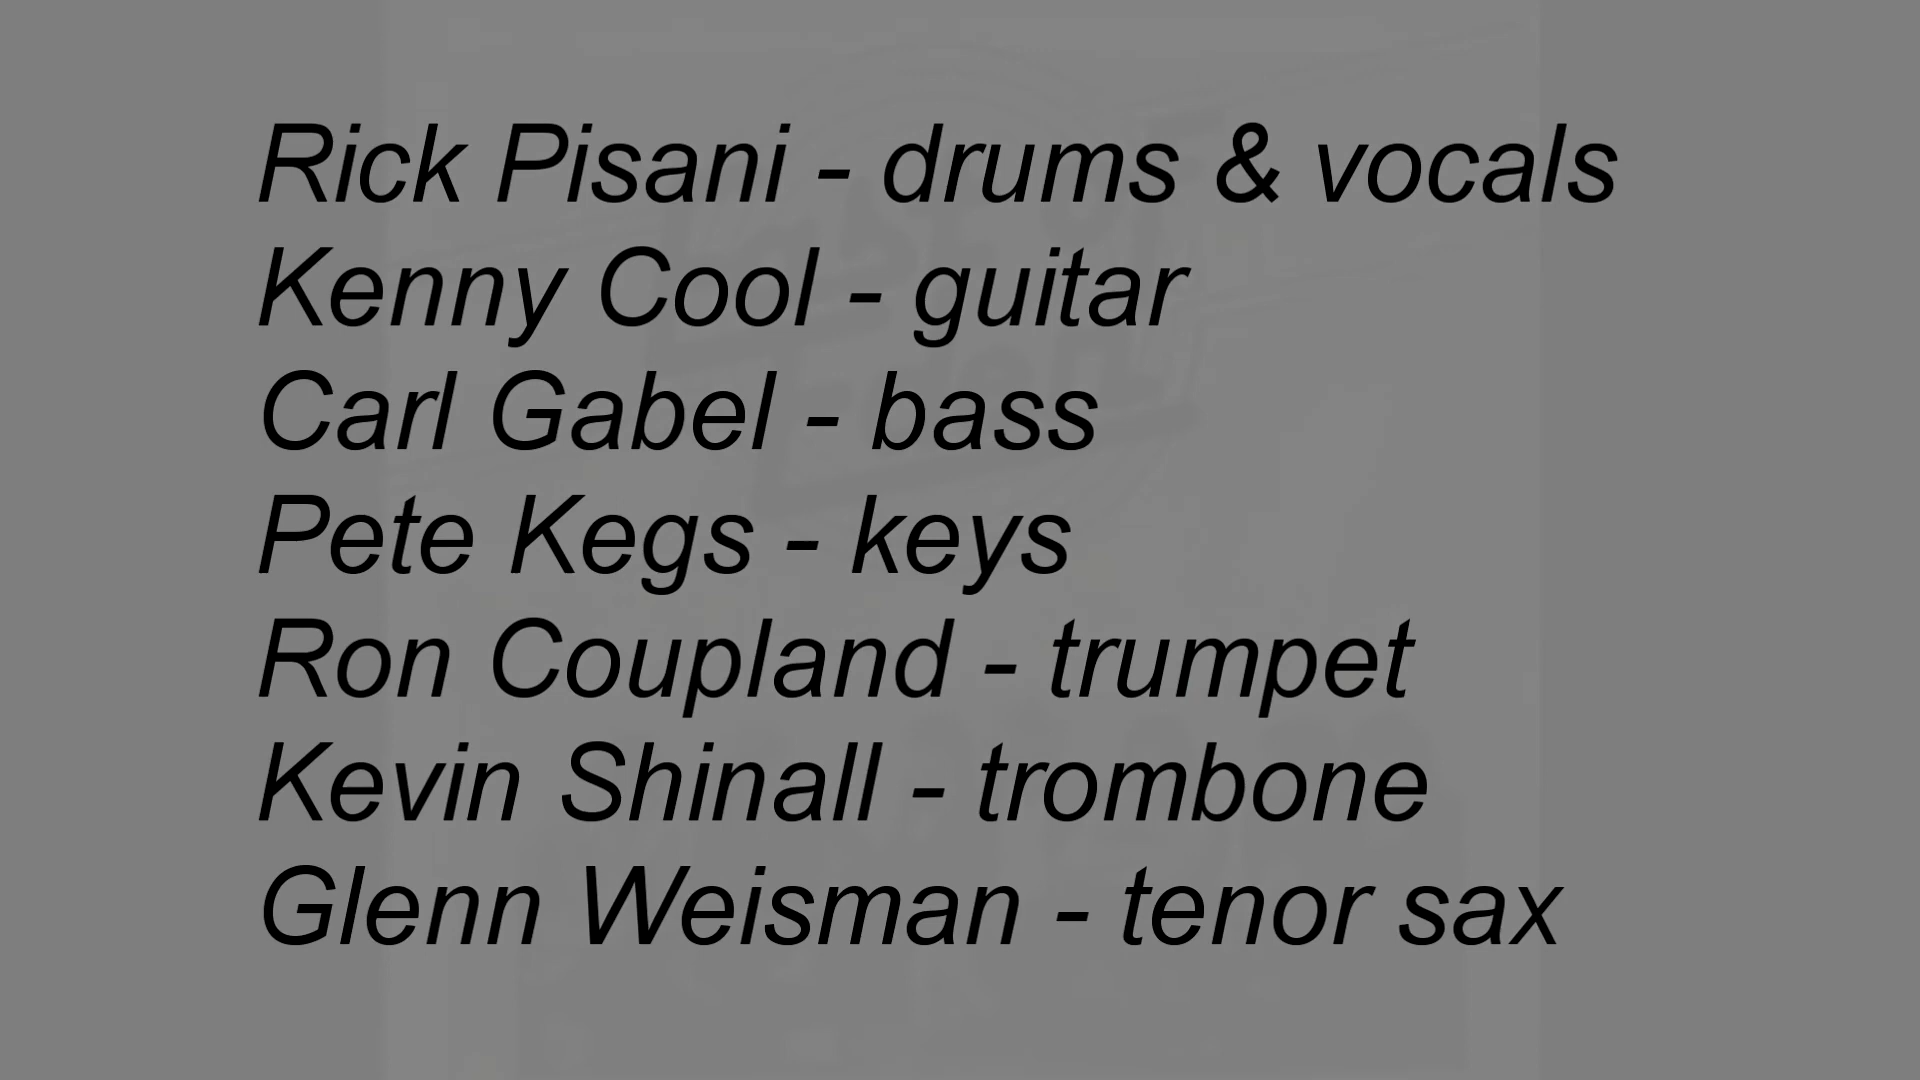 Rick Pisani - drums & vocals
Kenny Cool - guitar
Carl Gabel - bass
Pete Kegs - keys
Ron Coupland - trumpet
Kevin Shinall - trombone
Glenn Weisman - tenor sax